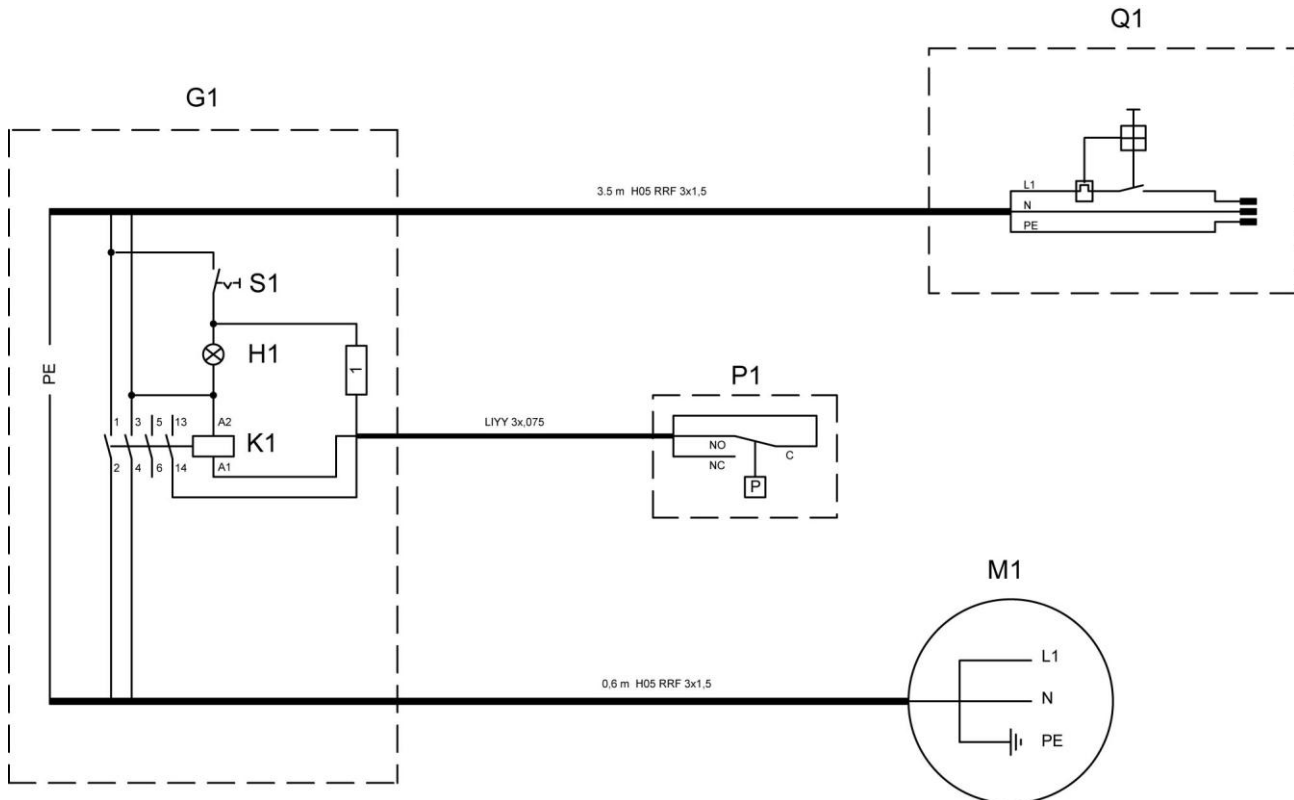 Q1
G1
3.5 m H05 RRF 3x1,5
L1
N
PE
S1
H1
1
PE
P1
1 3 5 13 A2
K1
LIYY 3x,075
NO
C
NC
2 4 6 14 A1
P
M1
L1
0,6 m H05 RRF 3x1,5
N
PE